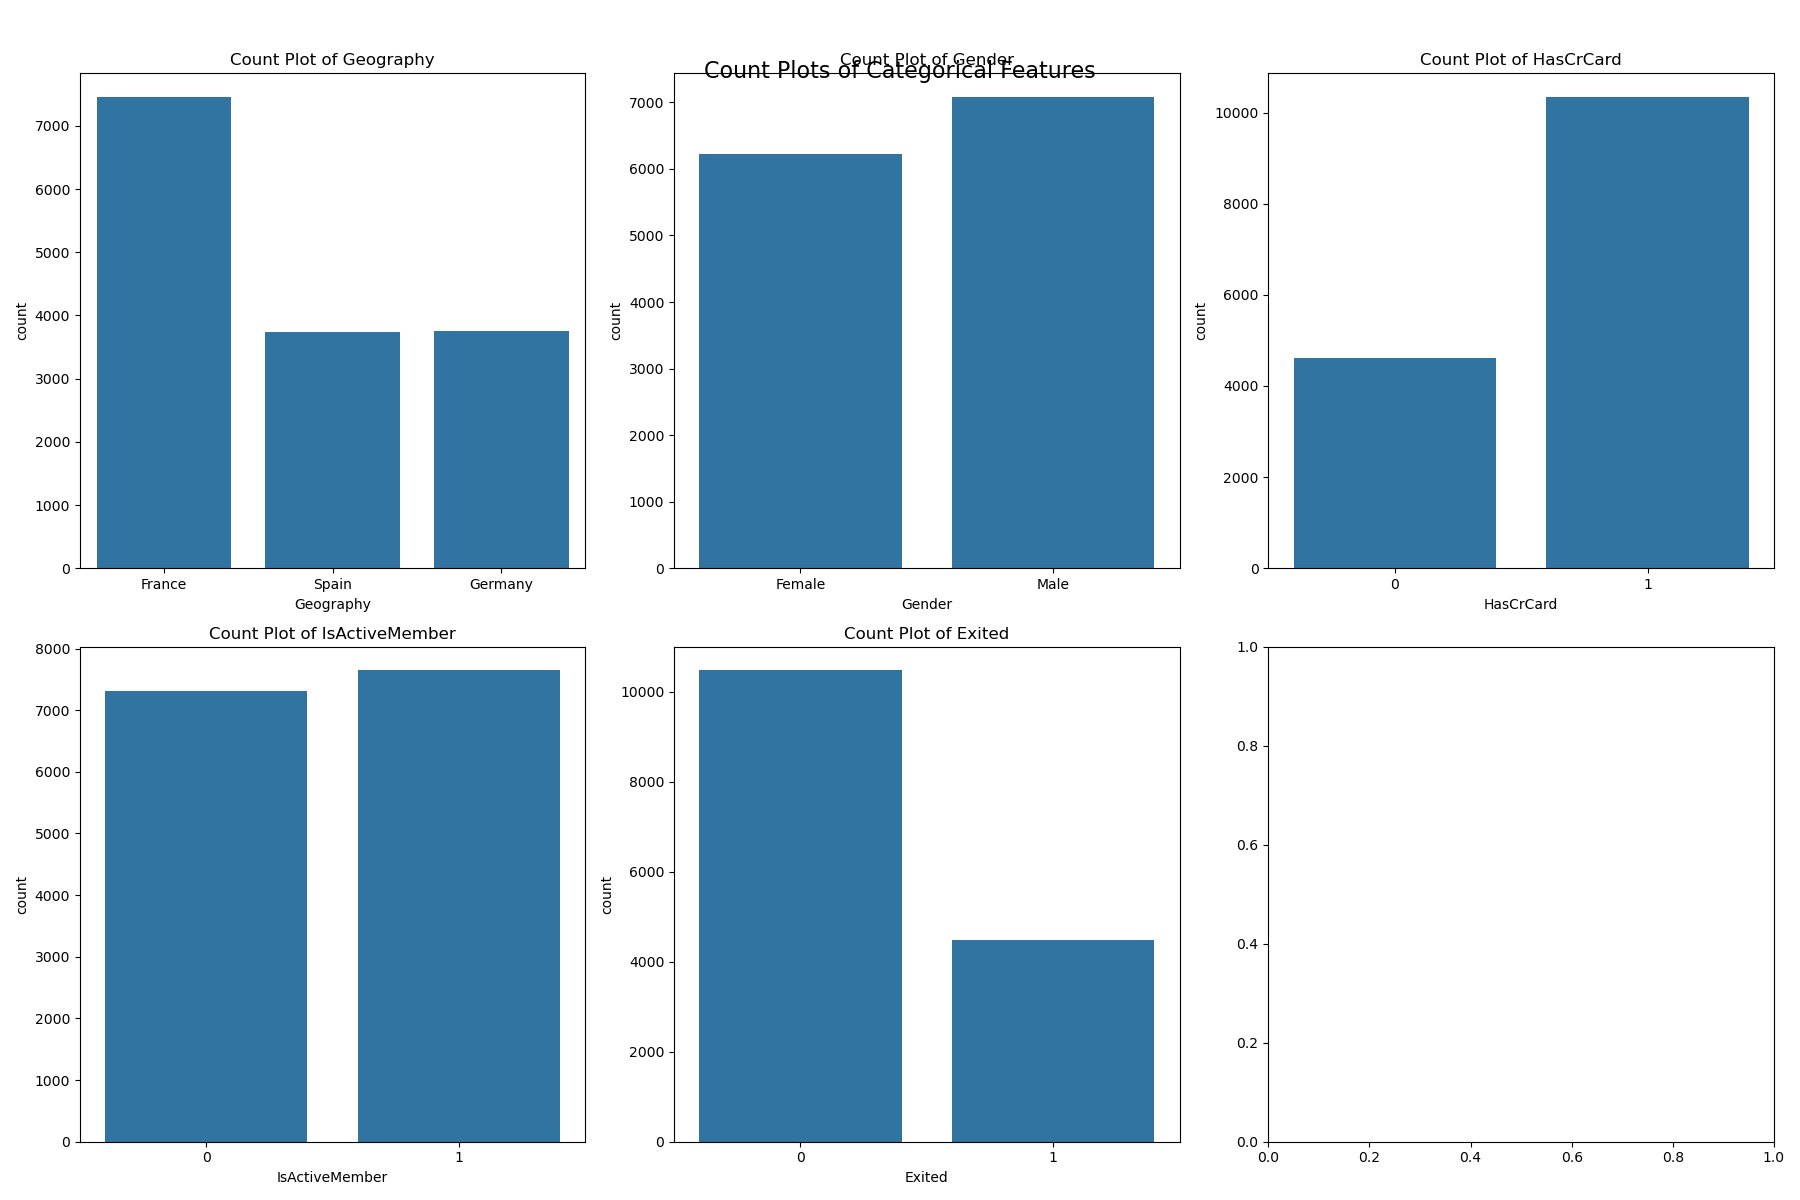 Count Plots of Categorical Features
Count Plot of Geography
7000
6000
5000
4000
3000
2000
1000
0
count
France Spain Germany
Geography
Count Plot of Gender
7000
6000
5000
4000
3000
2000
1000
0
count
Female Male
Gender
Count Plot of HasCrCard
10000
8000
6000
4000
2000
0
count
0 1
HasCrCard
Count Plot of IsActiveMember
8000
7000
6000
5000
4000
3000
2000
1000
0
count
0 1
IsActiveMember
Count Plot of Exited
10000
8000
6000
4000
2000
0
count
0 1
Exited
1.0
0.8
0.6
0.4
0.2
0.0
0.0 0.2 0.4 0.6 0.8 1.0